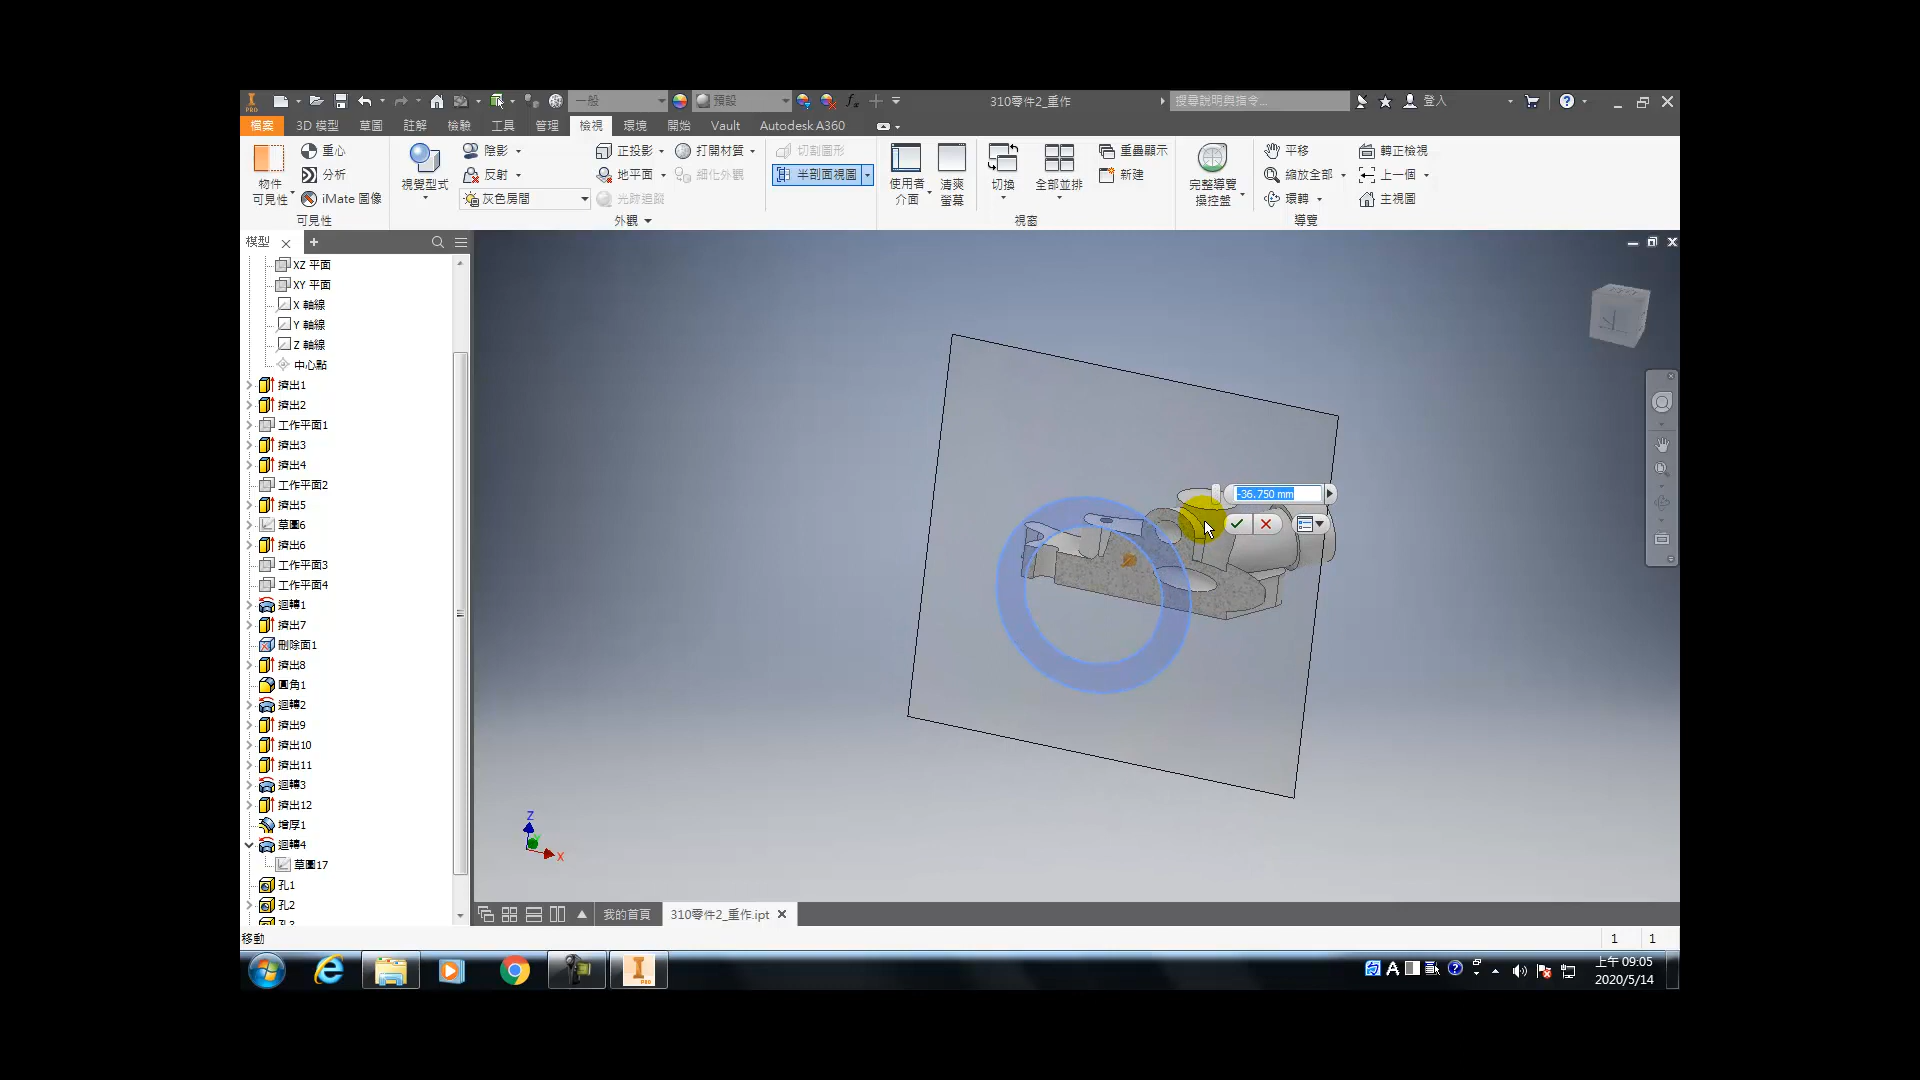 PRO
一般
預設
310零件2_重作
搜尋說明與指令...
登入
檔案 3D 模型 草圖 註解 檢驗 工具 管理 檢視 環境 開始 Vault Autodesk A360
物件
可見性
重心
分析
iMate 圖像
可見性
視覺型式
陰影
反射
灰色房間
正投影
地平面
光跡追蹤
打開材質
細化外觀
外觀
切割圖形
半剖面視圖
使用者
介面
清爽
螢幕
切換
全部並排
重疊顯示
新建
視窗
完整導覽
操控盤
平移
縮放全部
環轉
轉正檢視
上一個
主視圖
導覽
模型
XZ 平面
XY 平面
X 軸線
Y 軸線
Z 軸線
中心點
擠出1
擠出2
工作平面1
擠出3
擠出4
工作平面2
擠出5
草圖6
擠出6
工作平面3
工作平面4
迴轉1
擠出7
刪除面1
擠出8
圓角1
迴轉2
擠出9
擠出10
擠出11
迴轉3
擠出12
增厚1
迴轉4
草圖17
孔1
孔2
-36.750 mm
Z
X
我的首頁
310零件2_重作.ipt
移動
1 1
PRO
A
上午 09:05
2020/5/14